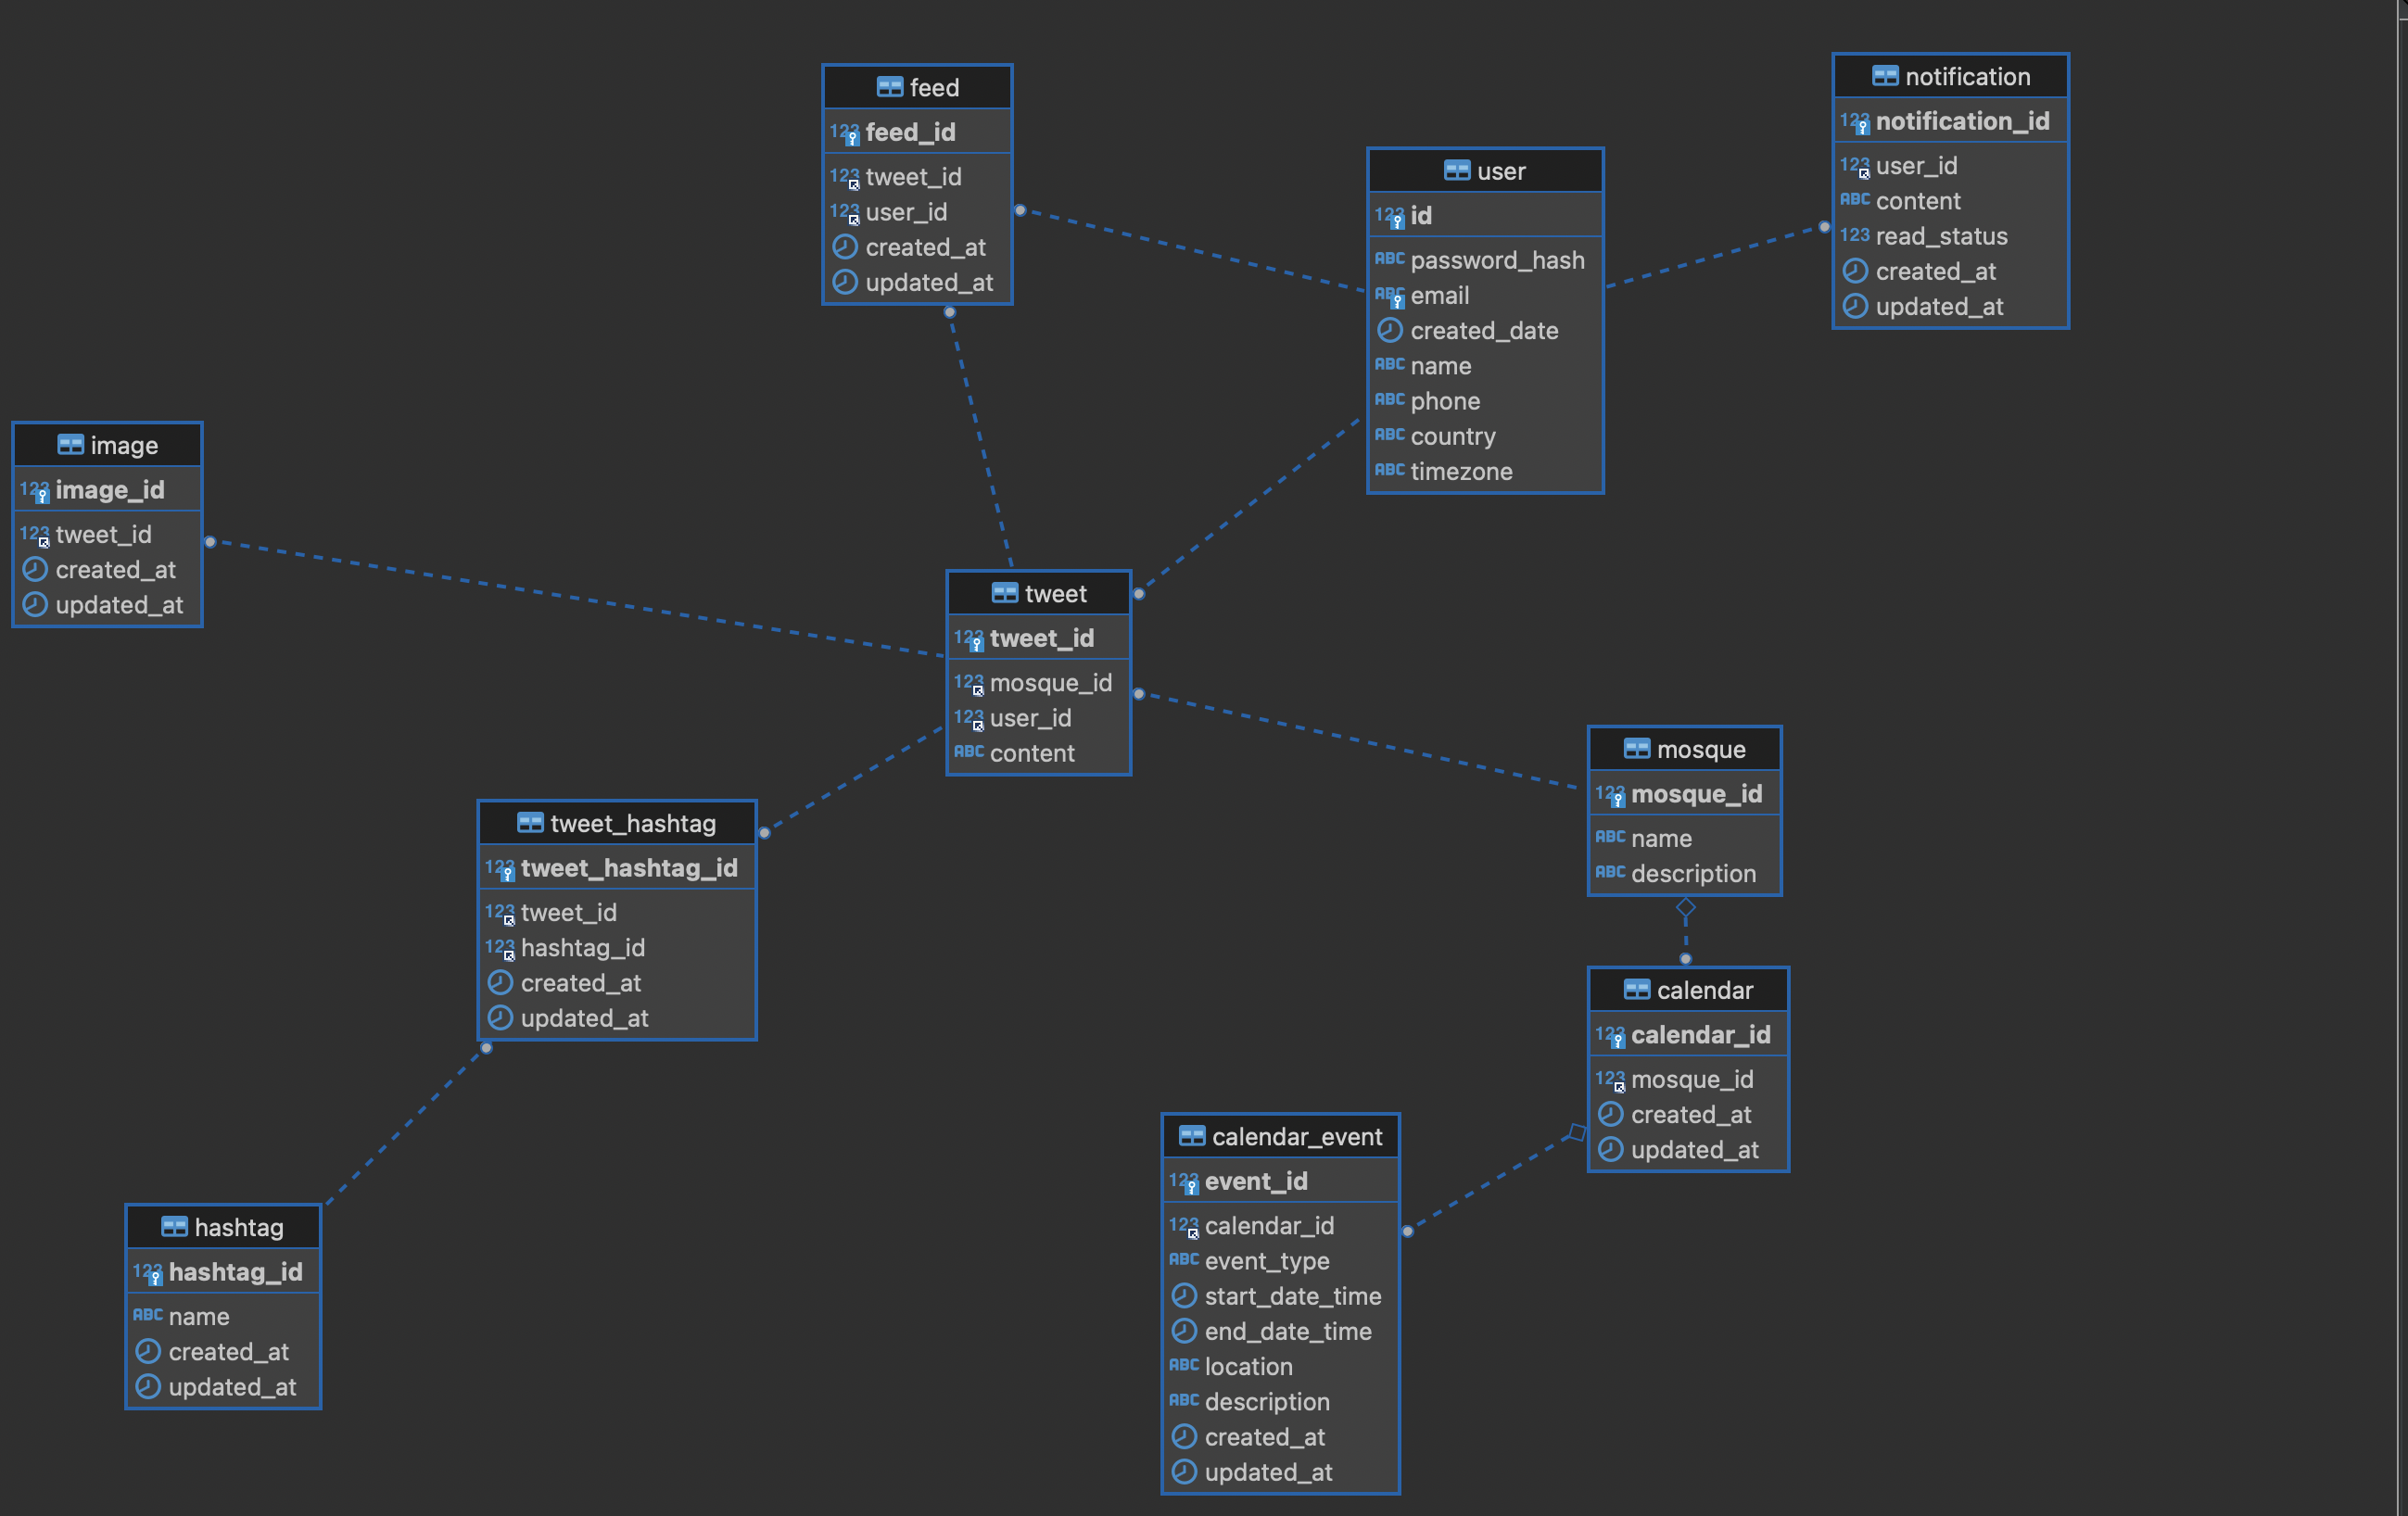 feed
123 feed_id
123 tweet_id
123 user_id
created_at
updated_at
notification
123 notification_id
123 user_id
ABC content
123 read_status
created_at
updated_at
user
123 id
ABC password_hash
ABC email
created_date
ABC name
ABC phone
ABC country
ABC timezone
image
123 image_id
123 tweet_id
created_at
updated_at
tweet
123 tweet_id
123 mosque_id
123 user_id
ABC content
mosque
123 mosque_id
ABC name
ABC description
tweet_hashtag
123 tweet_hashtag_id
123 tweet_id
123 hashtag_id
created_at
updated_at
calendar
123 calendar_id
123 mosque_id
created_at
updated_at
calendar_event
123 event_id
123 calendar_id
ABC event_type
start_date_time
end_date_time
ABC location
ABC description
created_at
updated_at
hashtag
123 hashtag_id
ABC name
created_at
updated_at